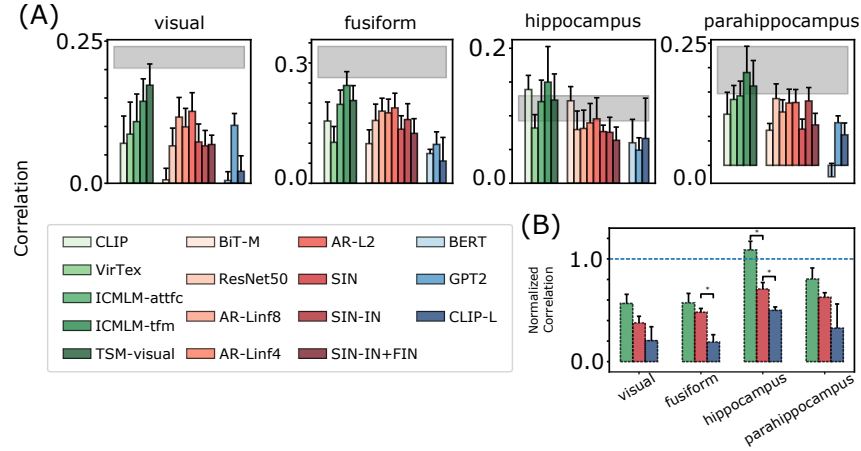 (A)
visual
fusiform
hippocampus
parahippocampus
0.25
0.0
0.3
0.0
0.2
0.1
0.0
0.25
0.0
Correlation
CLIP
VirTex
ICMLM-attfc
ICMLM-tfm
TSM-visual
BiT-M
ResNet50
AR-Linf8
AR-Linf4
AR-L2
SIN
SIN-IN
SIN-IN+FIN
BERT
GPT2
CLIP-L
(B)
Normalized
Correlation
1.0
0.0
*
*
*
visual
fusiform
hippocampus
parahippocampus